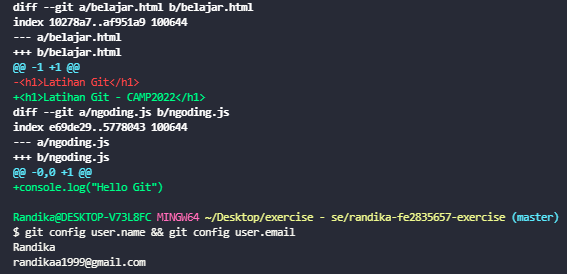 diff --git a/belajar.html b/belajar.html
index 10278a7..af951a9 100644
--- a/belajar.html
+++ b/belajar.html
@@ -1 +1 @@
-<h1>Latihan Git</h1>
+<h1>Latihan Git - CAMP2022</h1>
diff --git a/ngoding.js b/ngoding.js
index e69de29..5778043 100644
--- a/ngoding.js
+++ b/ngoding.js
@@ -0,0 +1 @@
+console.log("Hello Git")
Randika@DESKTOP-V73L8FC MINGW64 ~/Desktop/exercise - se/randika-fe2835657-exercise (master)
$ git config user.name && git config user.email
Randika
randikaa1999@gmail.com